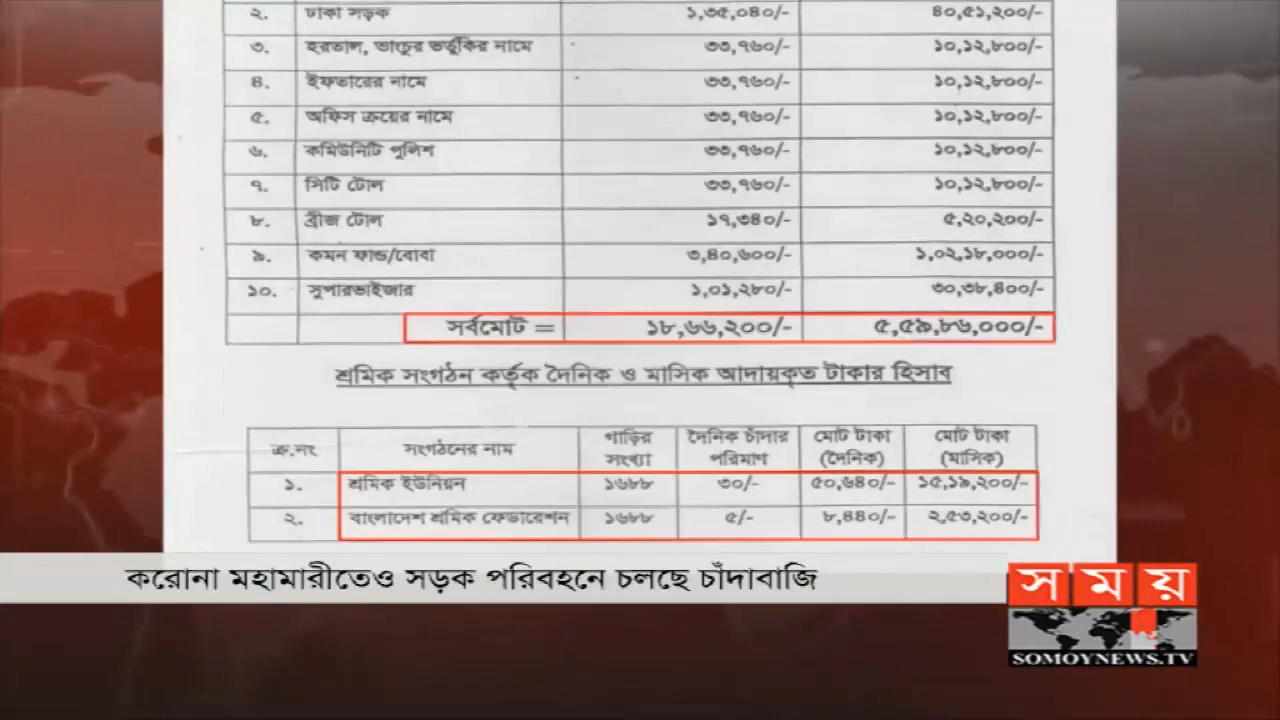 ২. ঢাকা সড়ক ১,৩৫,০৪০/- ৪০,৫১,২০০/-
৩. হরতাল, ভাংচুর ভর্তুকির নামে ৩৩,৭৬০/- ১০,১২,৮০০/-
৪. ইফতারের নামে ৩৩,৭৬০/- ১০,১২,৮০০/-
৫. অফিস ক্রয়ের নামে ৩৩,৭৬০/- ১০,১২,৮০০/-
৬. কমিউনিটি পুলিশ ৩৩,৭৬০/- ১০,১২,৮০০/-
৭. সিটি টোল ৩৩,৭৬০/- ১০,১২,৮০০/-
৮. ব্রীজ টোল ১৭,৩৪০/- ৫,২০,২০০/-
৯. কমন ফান্ড/বোবা ৩,৪০,৬০০/- ১,০২,১৮,০০০/-
১০. সুপারভাইজার ১,০১,২৮০/- ৩০,৩৮,৪০০/-
সর্বমোট = ১৮,৬৬,২০০/- ৫,৫৯,৮৬,০০০/-
শ্রমিক সংগঠন কর্তৃক দৈনিক ও মাসিক আদায়কৃত টাকার হিসাব
ক্র.নং সংগঠনের নাম গাড়ির সংখ্যা দৈনিক চাঁদার পরিমাণ মোট টাকা (দৈনিক) মোট টাকা (মাসিক)
১. শ্রমিক ইউনিয়ন ১৬৮৮ ৩০/- ৫০,৬৪০/- ১৫,১৯,২০০/-
২. বাংলাদেশ শ্রমিক ফেডারেশন ১৬৮৮ ৫/- ৮,৪৪০/- ২,৫৩,২০০/-
করোনা মহামারীতেও সড়ক পরিবহনে চলছে চাঁদাবাজি
সময়
SOMOYNEWS.TV